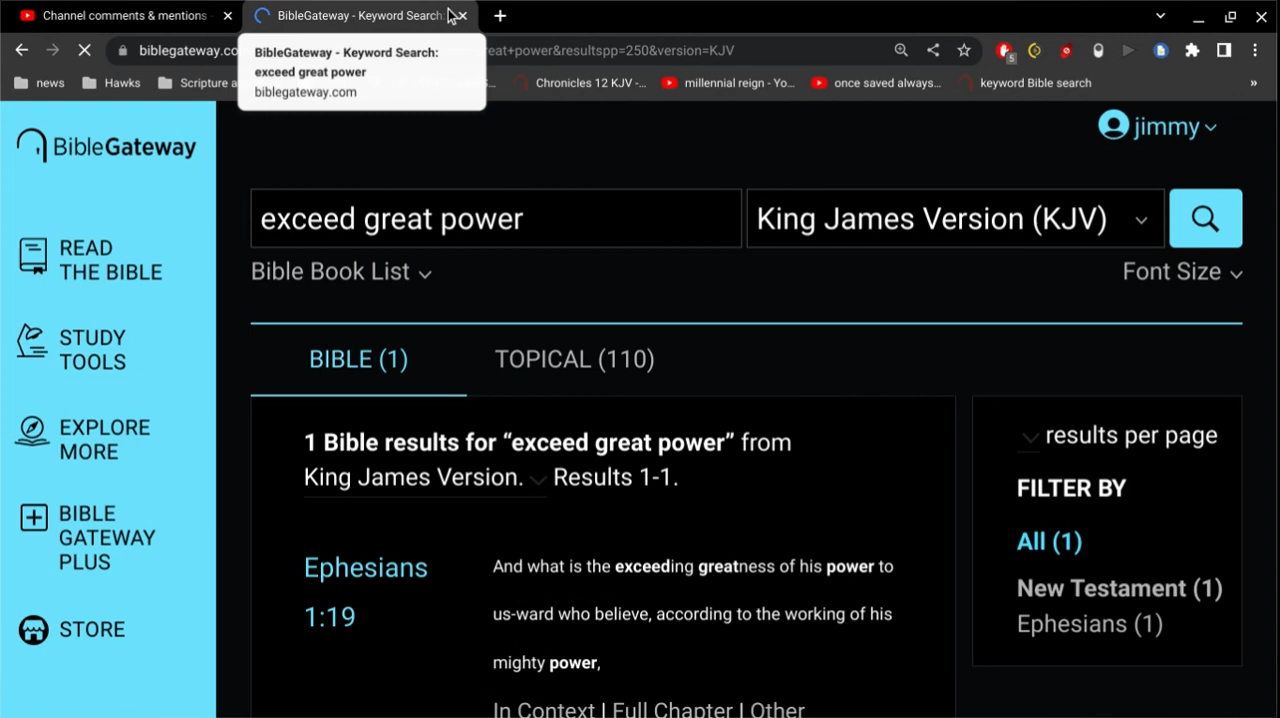 Channel comments & mentions
BibleGateway - Keyword Search:
biblegateway.co
great+power&resultspp=250&version=KJV
BibleGateway - Keyword Search:
exceed great power
biblegateway.com
5
news
Hawks
Scripture a
Chronicles 12 KJV -...
millennial reign - Yo...
once saved always...
keyword Bible search
»
BibleGateway
jimmy
exceed great power
King James Version (KJV)
Bible Book List
Font Size
READ
THE BIBLE
STUDY
TOOLS
EXPLORE
MORE
BIBLE
GATEWAY
PLUS
STORE
BIBLE (1)
TOPICAL (110)
1 Bible results for “exceed great power” from
King James Version. Results 1-1.
Ephesians
1:19
And what is the exceeding greatness of his power to
us-ward who believe, according to the working of his
mighty power,
In Context | Full Chapter | Other
results per page
FILTER BY
All (1)
New Testament (1)
Ephesians (1)